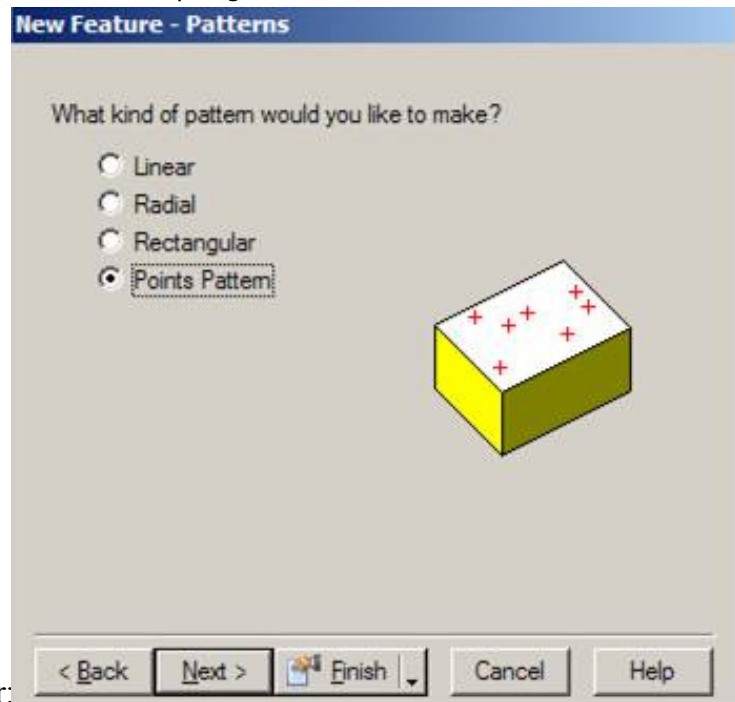 New Feature - Patterns
What kind of pattern would you like to make?
Linear
Radial
Rectangular
Points Pattern
< Back Next > Finish Cancel Help